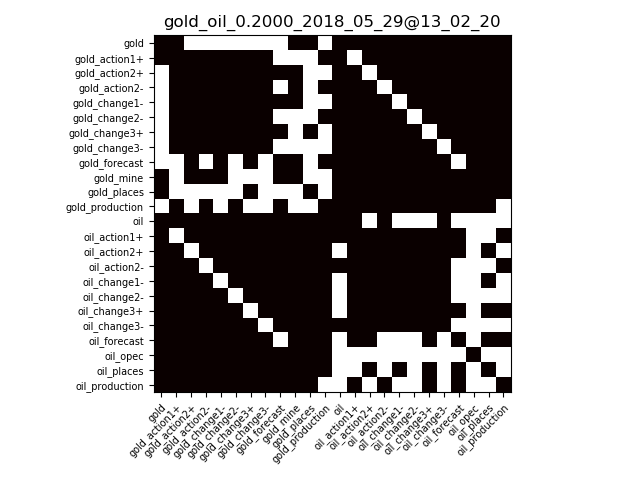 gold_oil_0.2000_2018_05_29@13_02_20
gold
gold_action1+
gold_action2+
gold_action2-
gold_change1-
gold_change2-
gold_change3+
gold_change3-
gold_forecast
gold_mine
gold_places
gold_production
oil
oil_action1+
oil_action2+
oil_action2-
oil_change1-
oil_change2-
oil_change3+
oil_change3-
oil_forecast
oil_opec
oil_places
oil_production
gold
gold_action1+
gold_action2+
gold_action2-
gold_change1-
gold_change2-
gold_change3+
gold_change3-
gold_forecast
gold_mine
gold_places
gold_production
oil
oil_action1+
oil_action2+
oil_action2-
oil_change1-
oil_change2-
oil_change3+
oil_change3-
oil_forecast
oil_opec
oil_places
oil_production